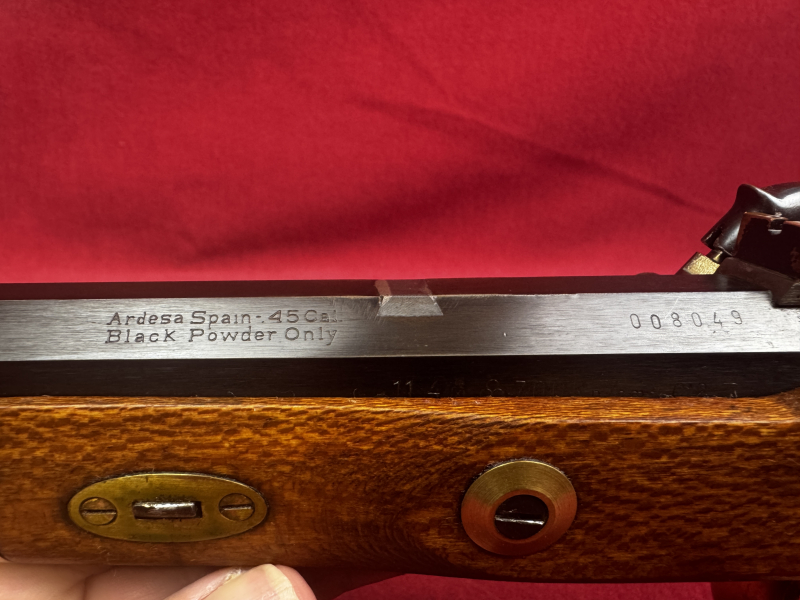 Ardesa Spain - 45 Cal.
Black Powder Only
008049